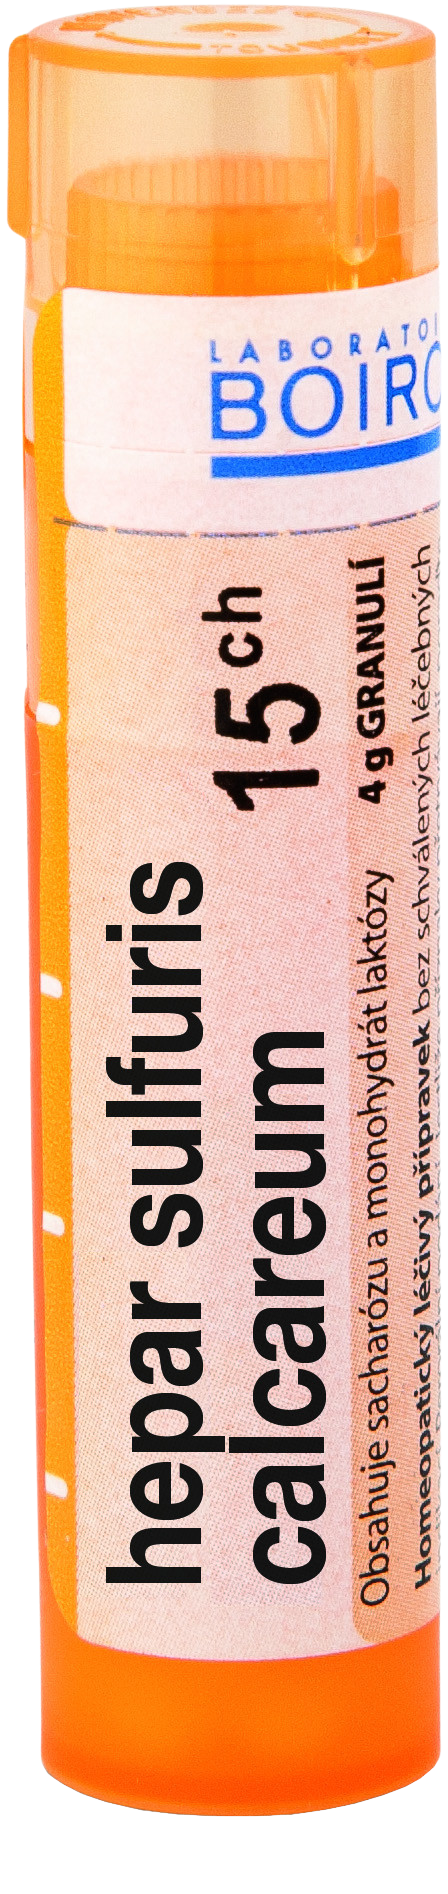 LABORATOI
BOIRO
hepar sulfuris
calcareum 15 ch
Obsahuje sacharózu a monohydrát laktózy 4 g GRANULÍ
Homeopatický léčivý přípravek bez schválených léčebných